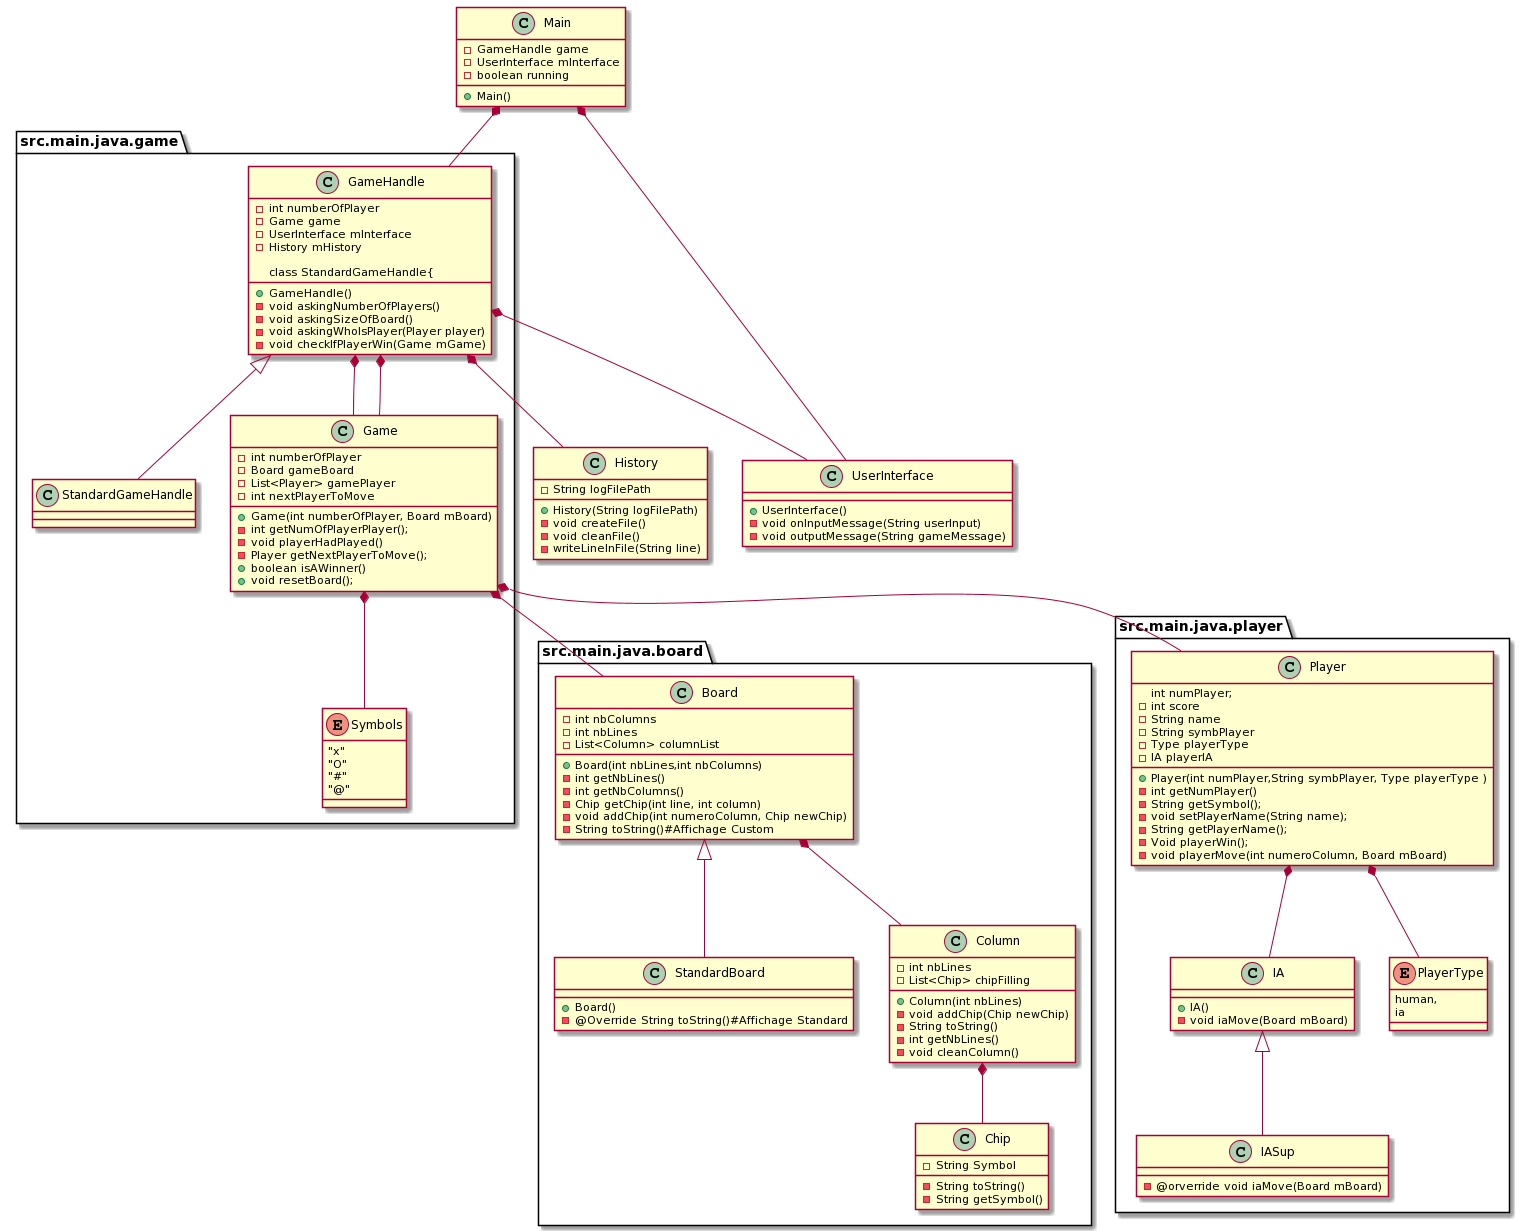 C Main
GameHandle game
UserInterface mInterface
boolean running
Main()
src.main.java.game
C GameHandle
int numberOfPlayer
Game game
UserInterface mInterface
History mHistory
class StandardGameHandle{
GameHandle()
void askingNumberOfPlayers()
void askingSizeOfBoard()
void askingWhoIsPlayer(Player player)
void checkIfPlayerWin(Game mGame)
C StandardGameHandle
C Game
int numberOfPlayer
Board gameBoard
List<Player> gamePlayer
int nextPlayerToMove
Game(int numberOfPlayer, Board mBoard)
int getNumOfPlayerPlayer();
void playerHadPlayed()
Player getNextPlayerToMove();
boolean isAWinner()
void resetBoard();
C History
String logFilePath
History(String logFilePath)
void createFile()
void cleanFile()
writeLineInFile(String line)
C UserInterface
UserInterface()
void onInputMessage(String userInput)
void outputMessage(String gameMessage)
E Symbols
"x"
"O"
"#"
"@"
src.main.java.board
C Board
int nbColumns
int nbLines
List<Column> columnList
Board(int nbLines,int nbColumns)
int getNbLines()
int getNbColumns()
Chip getChip(int line, int column)
void addChip(int numeroColumn, Chip newChip)
String toString()#Affichage Custom
C StandardBoard
Board()
@Override String toString()#Affichage Standard
C Column
int nbLines
List<Chip> chipFilling
Column(int nbLines)
void addChip(Chip newChip)
String toString()
int getNbLines()
void cleanColumn()
C Chip
String Symbol
String toString()
String getSymbol()
src.main.java.player
C Player
int numPlayer;
int score
String name
String symbPlayer
Type playerType
IA playerIA
Player(int numPlayer,String symbPlayer, Type playerType )
int getNumPlayer()
String getSymbol();
void setPlayerName(String name);
String getPlayerName();
Void playerWin();
void playerMove(int numeroColumn, Board mBoard)
C IA
IA()
void iaMove(Board mBoard)
E PlayerType
human,
ia
C IASup
@orverride void iaMove(Board mBoard)